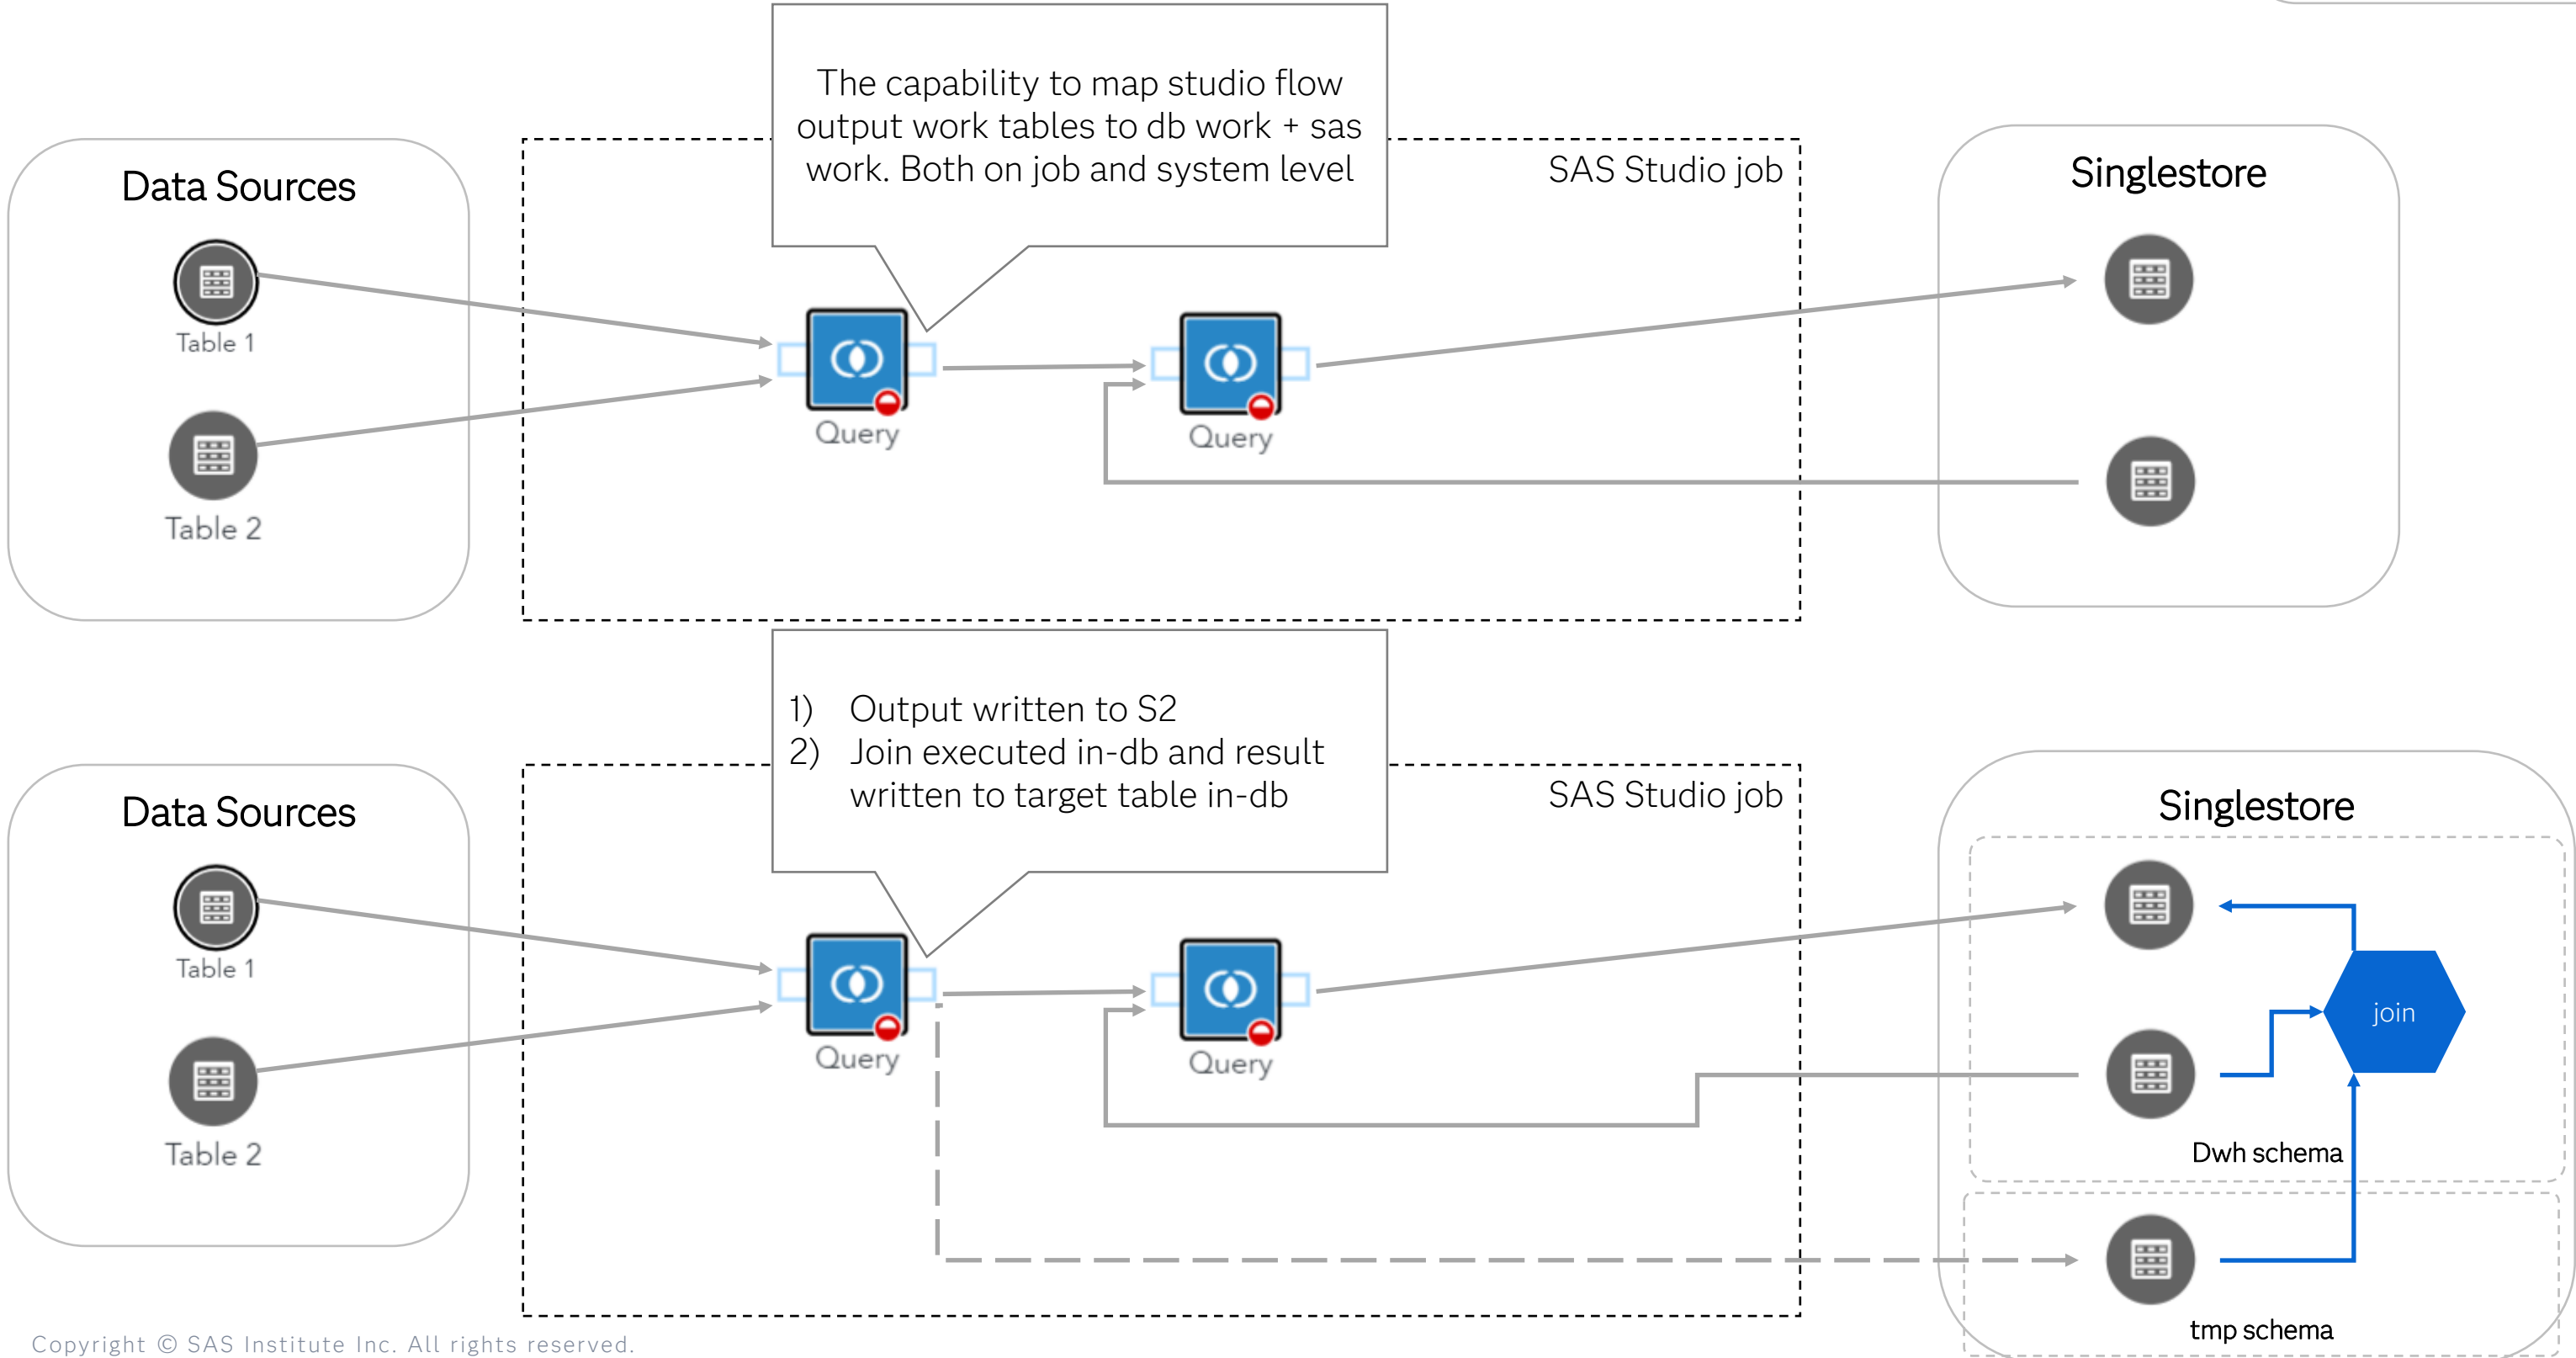 The capability to map studio flow
output work tables to db work + sas
work. Both on job and system level
Data Sources
Table 1
Table 2
SAS Studio job
Query
Query
Singlestore
1) Output written to S2
2) Join executed in-db and result
written to target table in-db
Data Sources
Table 1
Table 2
SAS Studio job
Query
Query
Singlestore
join
Dwh schema
tmp schema
Copyright © SAS Institute Inc. All rights reserved.